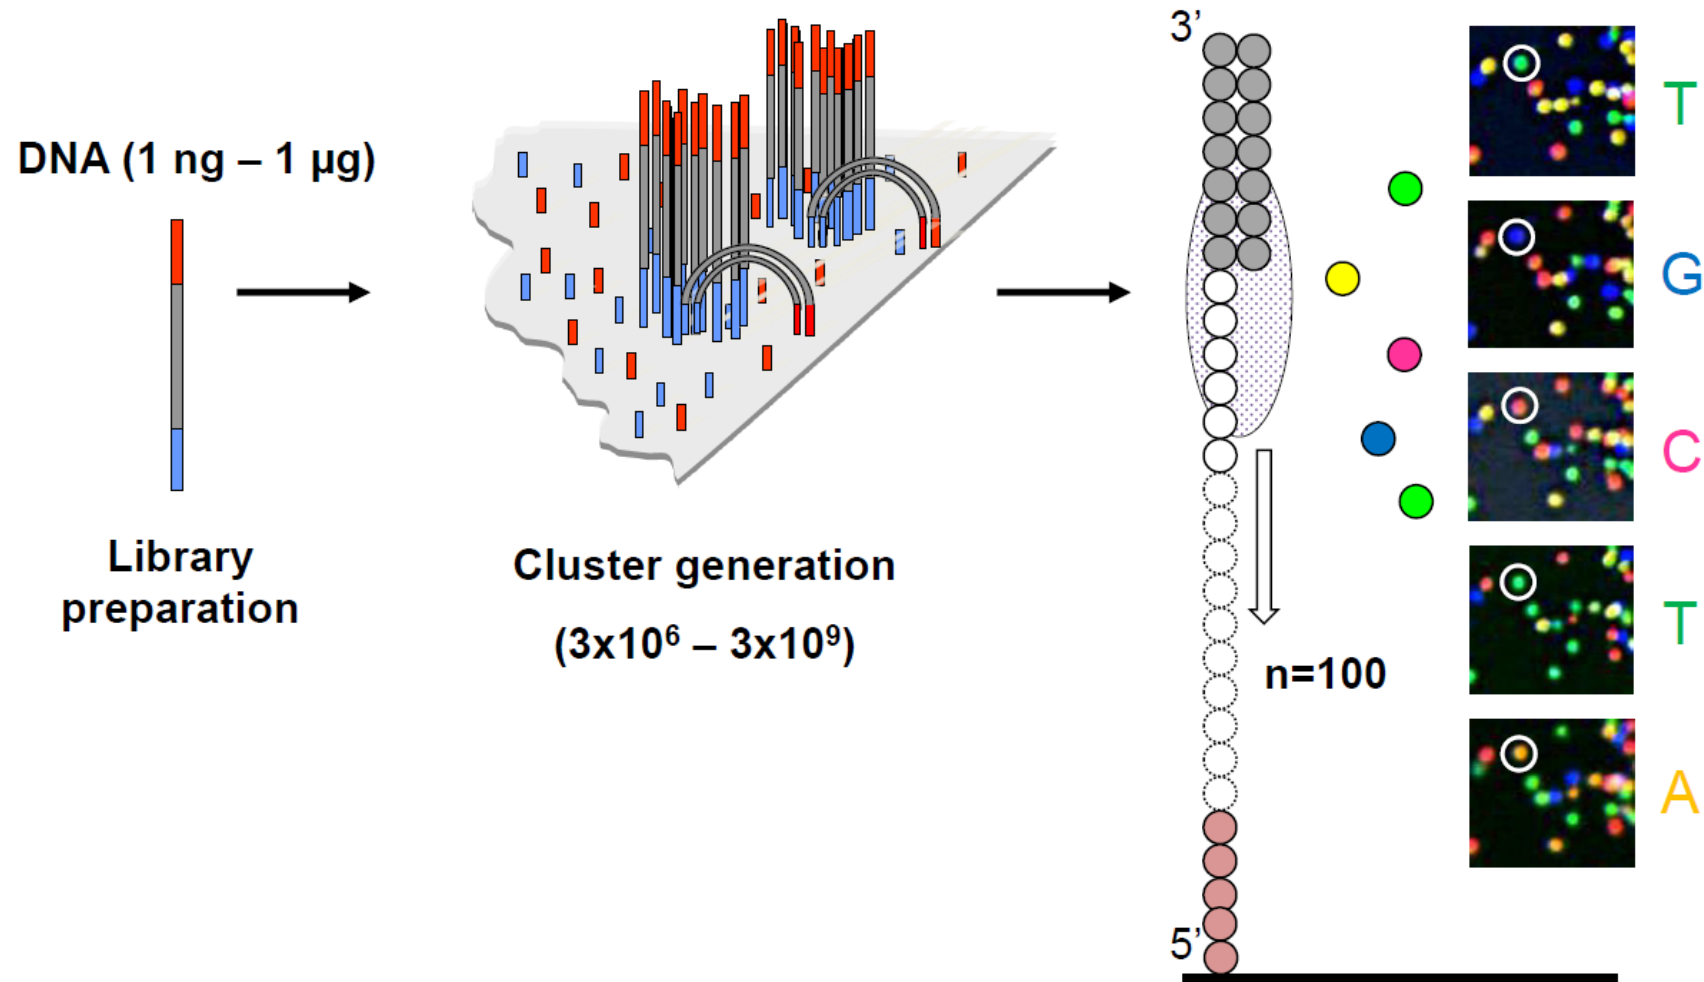 DNA (1 ng – 1 µg)
Library
preparation
Cluster generation
(3x10⁶ – 3x10⁹)
3’
5’
n=100
T
G
C
T
A